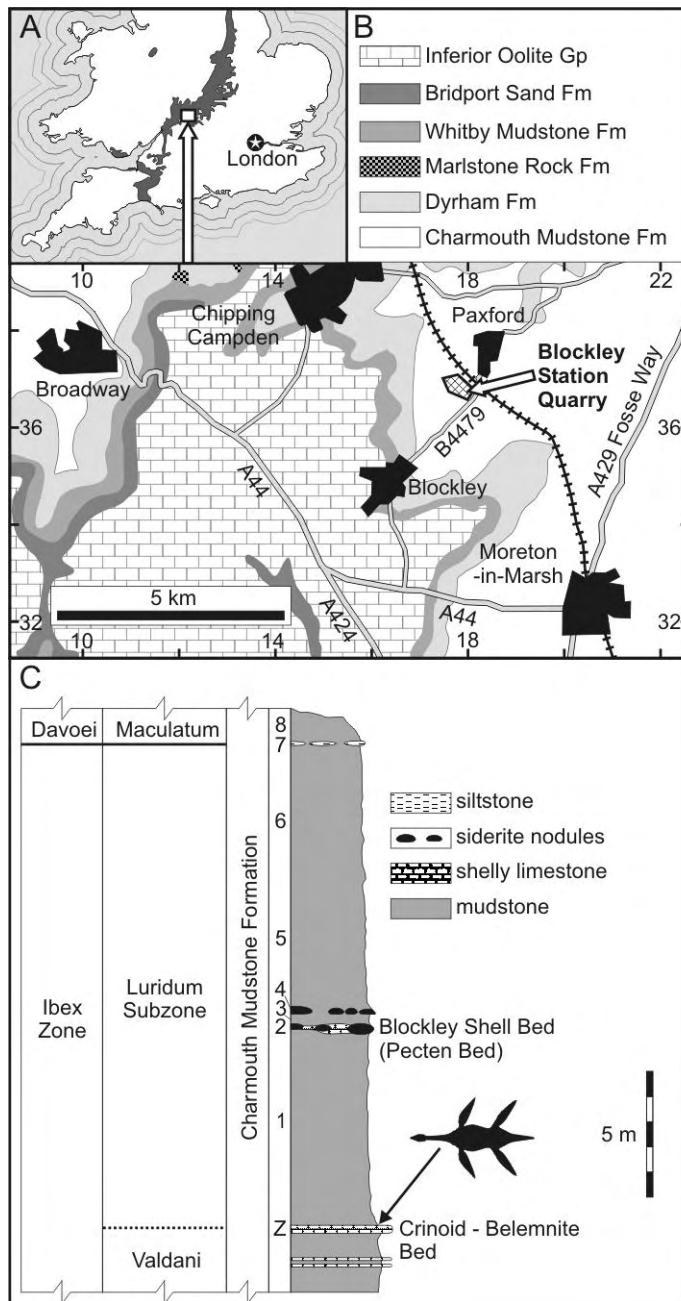 A
London
B
Inferior Oolite Gp
Bridport Sand Fm
Whitby Mudstone Fm
Marlstone Rock Fm
Dyrham Fm
Charmouth Mudstone Fm
10
14
18
22
Chipping
Campden
Paxford
Broadway
Blockley
Station
Quarry
36
36
B4479
A429 Fosse Way
A44
Blockley
Moreton
-in-Marsh
5 km
A424
A44
32
32
10
14
18
C
Davoei
Maculatum
8
7
6
5
4
3
2
1
Z
Charmouth Mudstone Formation
siltstone
siderite nodules
shelly limestone
mudstone
Ibex
Zone
Luridum
Subzone
Blockley Shell Bed
(Pecten Bed)
5 m
Crinoid - Belemnite
Bed
Valdani